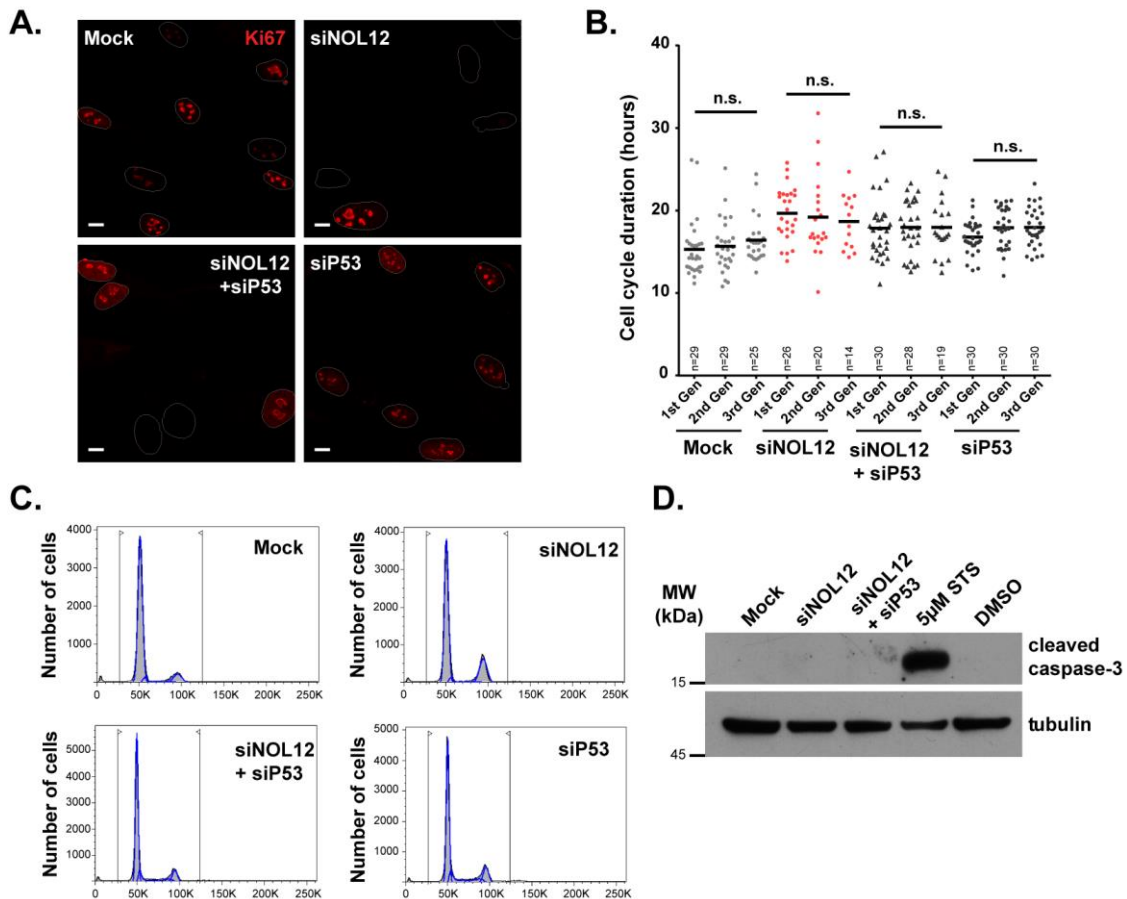 A.
Mock
Ki67
siNOL12
siNOL12
+siP53
siP53
B.
Cell cycle duration (hours)
40
30
20
10
0
n.s.
n.s.
n.s.
n.s.
n=29
n=29
n=25
n=26
n=20
n=14
n=30
n=28
n=19
n=30
n=30
n=30
1st Gen
2nd Gen
3rd Gen
1st Gen
2nd Gen
3rd Gen
1st Gen
2nd Gen
3rd Gen
1st Gen
2nd Gen
3rd Gen
Mock
siNOL12
siNOL12
+ siP53
siP53
C.
Number of cells
4000
3000
2000
1000
0
50K
100K
150K
200K
250K
Mock
Number of cells
4000
3000
2000
1000
0
50K
100K
150K
200K
250K
siNOL12
Number of cells
5000
4000
3000
2000
1000
0
50K
100K
150K
200K
250K
siNOL12
+ siP53
Number of cells
5000
4000
3000
2000
1000
0
50K
100K
150K
200K
250K
siP53
D.
MW
(kDa)
Mock
siNOL12
siNOL12
+ siP53
5µM STS
DMSO
cleaved
caspase-3
15
tubulin
45